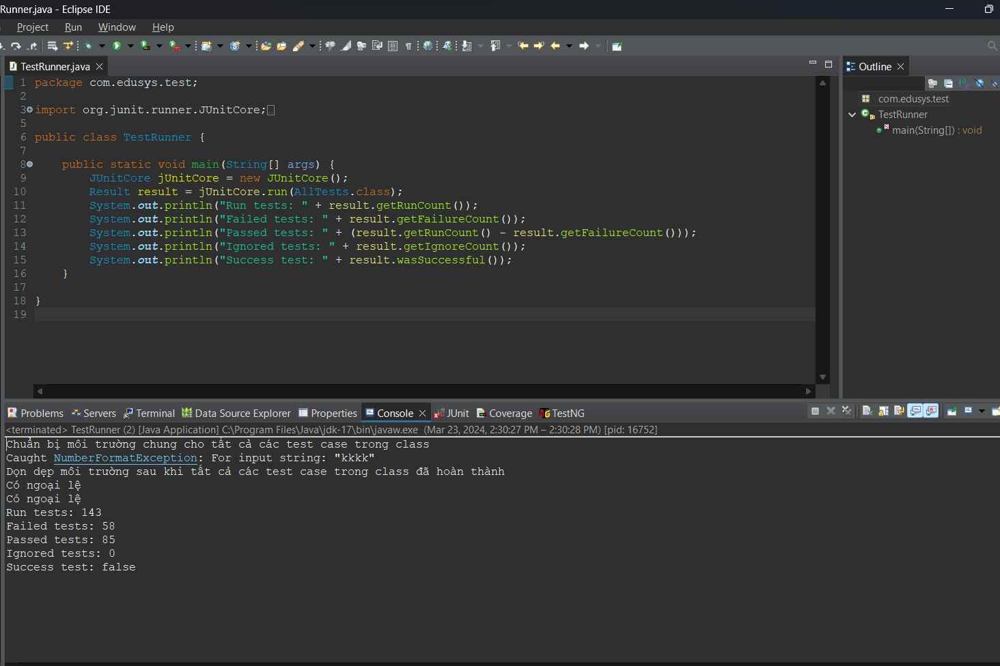 Runner.java - Eclipse IDE
Project Run Window Help
TestRunner.java
1 package com.edusys.test;
2
3 import org.junit.runner.JUnitCore;
5
6 public class TestRunner {
7
8     public static void main(String[] args) {
9         JUnitCore jUnitCore = new JUnitCore();
10         Result result = jUnitCore.run(AllTests.class);
11         System.out.println("Run tests: " + result.getRunCount());
12         System.out.println("Failed tests: " + result.getFailureCount());
13         System.out.println("Passed tests: " + (result.getRunCount() - result.getFailureCount()));
14         System.out.println("Ignored tests: " + result.getIgnoreCount());
15         System.out.println("Success test: " + result.wasSuccessful());
16     }
17
18 }
19
Outline
com.edusys.test
TestRunner
main(String[]) : void
Problems Servers Terminal Data Source Explorer Properties Console JUnit Coverage TestNG
<terminated> TestRunner (2) [Java Application] C:\Program Files\Java\jdk-17\bin\javaw.exe (Mar 23, 2024, 2:30:27 PM – 2:30:28 PM) [pid: 16752]
Chuẩn bị môi trường chung cho tất cả các test case trong class
Caught NumberFormatException: For input string: "kkkk"
Dọn dẹp môi trường sau khi tất cả các test case trong class đã hoàn thành
Có ngoại lệ
Có ngoại lệ
Run tests: 143
Failed tests: 58
Passed tests: 85
Ignored tests: 0
Success test: false